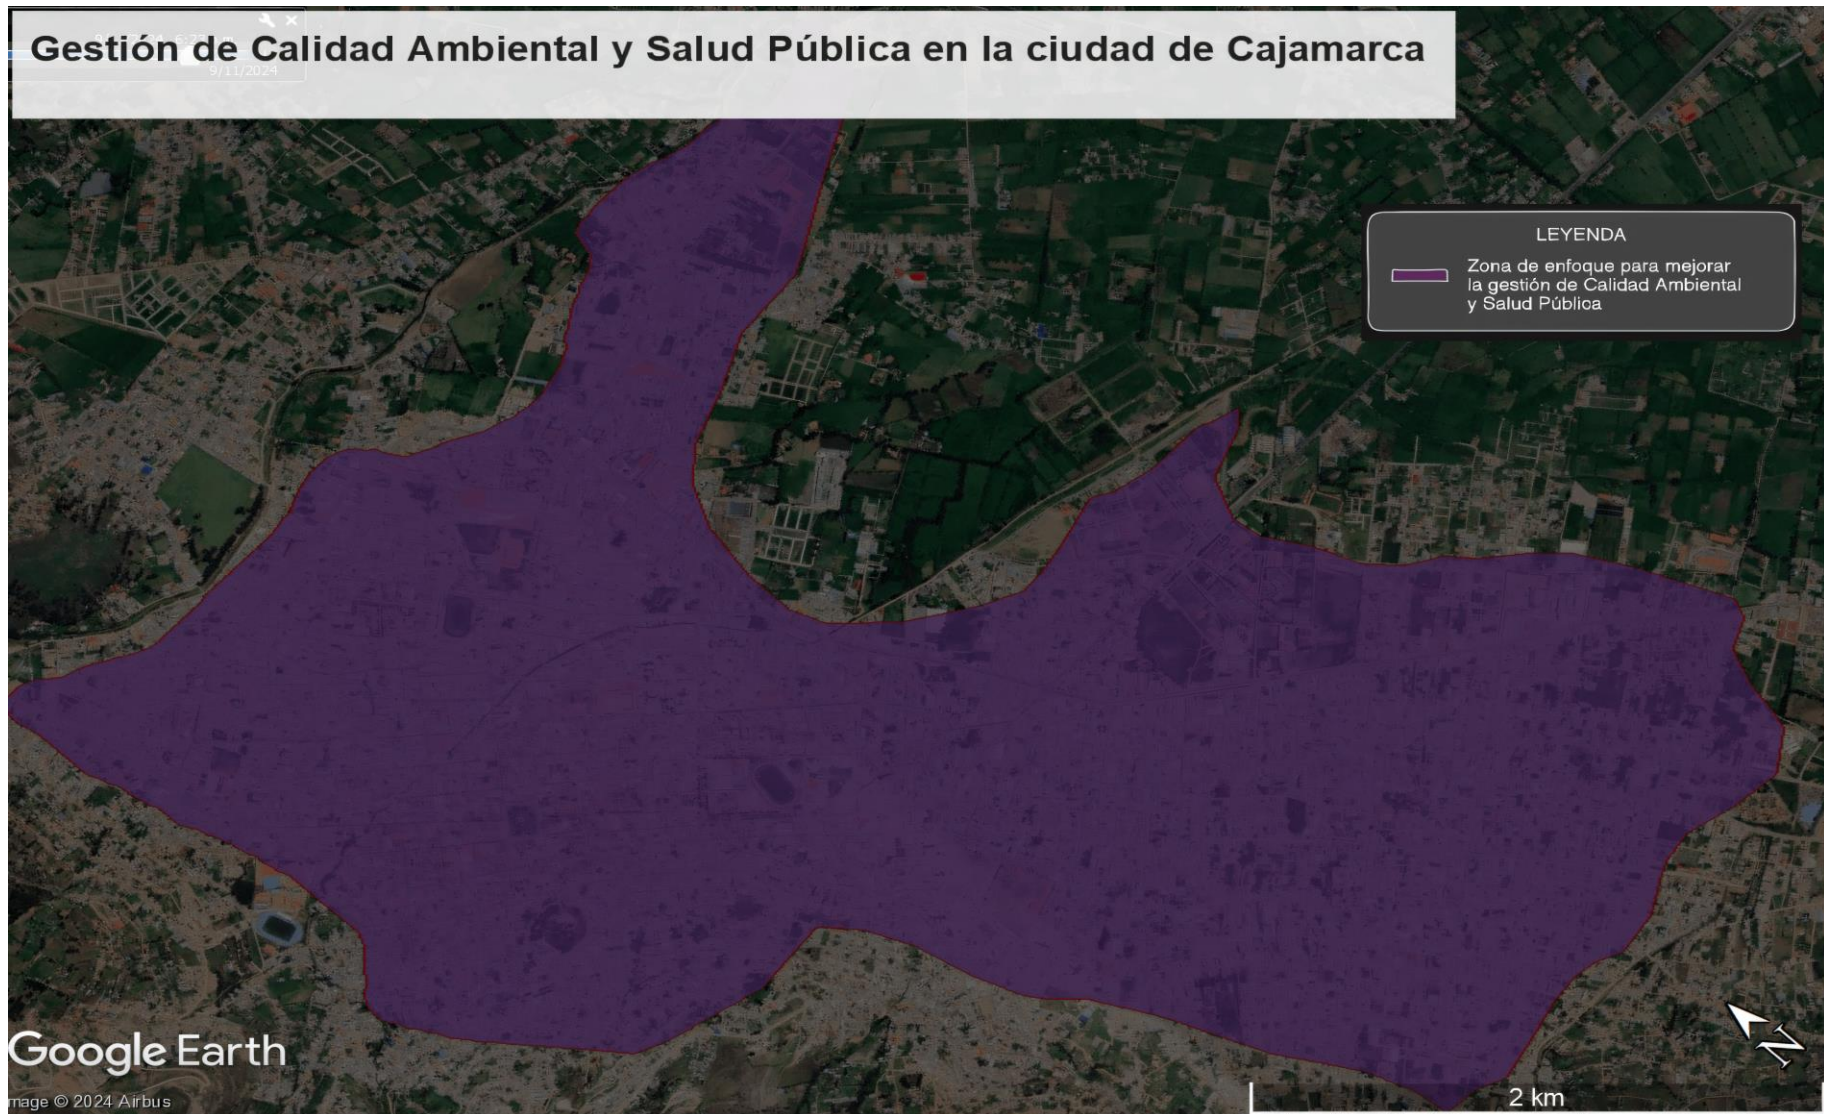 Gestión de Calidad Ambiental y Salud Pública en la ciudad de Cajamarca
9/11/2024
LEYENDA
Zona de enfoque para mejorar
la gestión de Calidad Ambiental
y Salud Pública
N
Google Earth
mage © 2024 Airbus
2 km